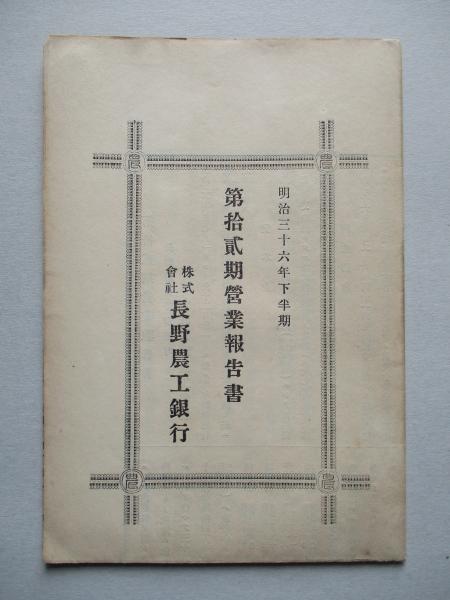 明治三十六年下半期
第拾貳期營業報告書
株式會社長野農工銀行